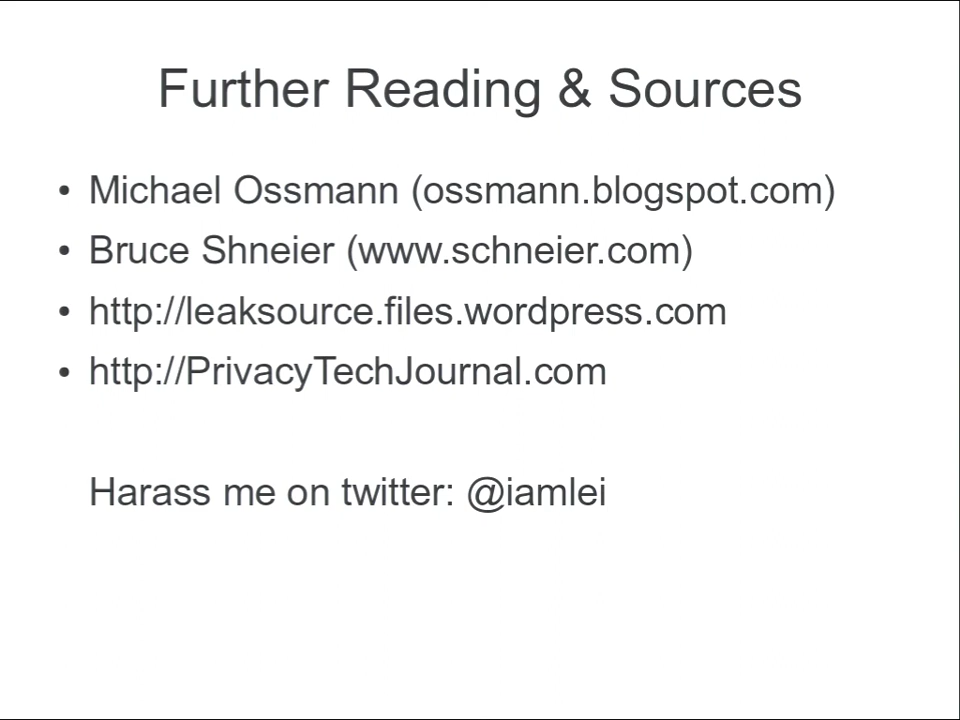 Further Reading & Sources
• Michael Ossmann (ossmann.blogspot.com)
• Bruce Shneier (www.schneier.com)
• http://leaksource.files.wordpress.com
• http://PrivacyTechJournal.com
Harass me on twitter: @iamlei